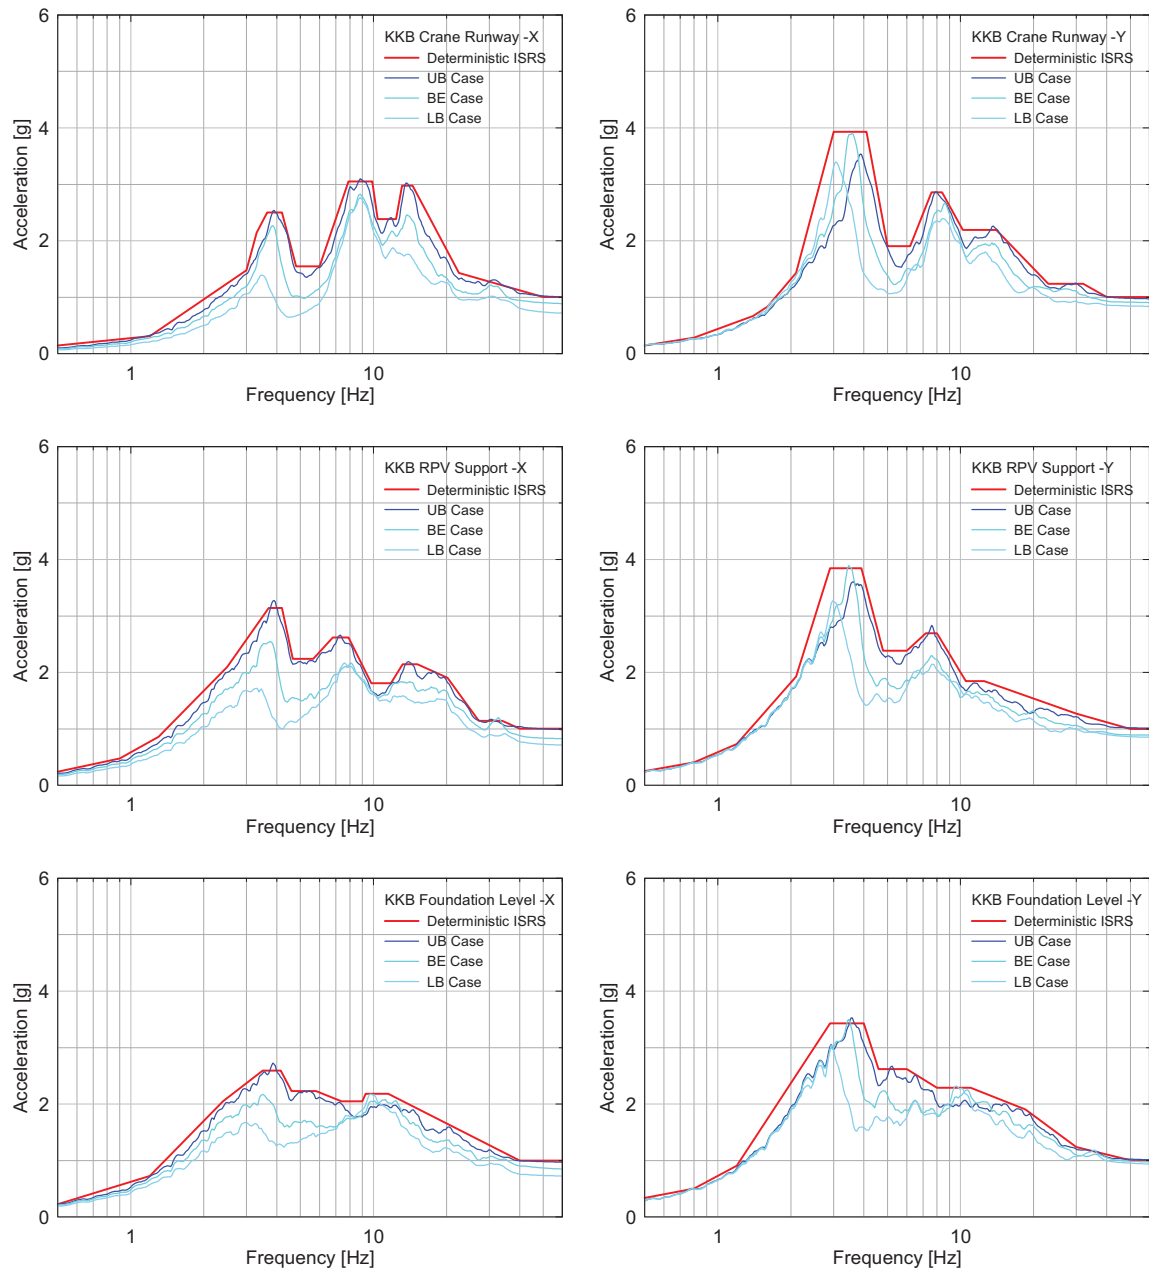 6
4
2
0
Acceleration [g]
KKB Crane Runway -X
Deterministic ISRS
UB Case
BE Case
LB Case
1
10
Frequency [Hz]
6
4
2
0
Acceleration [g]
KKB Crane Runway -Y
Deterministic ISRS
UB Case
BE Case
LB Case
1
10
Frequency [Hz]
6
4
2
0
Acceleration [g]
KKB RPV Support -X
Deterministic ISRS
UB Case
BE Case
LB Case
1
10
Frequency [Hz]
6
4
2
0
Acceleration [g]
KKB RPV Support -Y
Deterministic ISRS
UB Case
BE Case
LB Case
1
10
Frequency [Hz]
6
4
2
0
Acceleration [g]
KKB Foundation Level -X
Deterministic ISRS
UB Case
BE Case
LB Case
1
10
Frequency [Hz]
6
4
2
0
Acceleration [g]
KKB Foundation Level -Y
Deterministic ISRS
UB Case
BE Case
LB Case
1
10
Frequency [Hz]